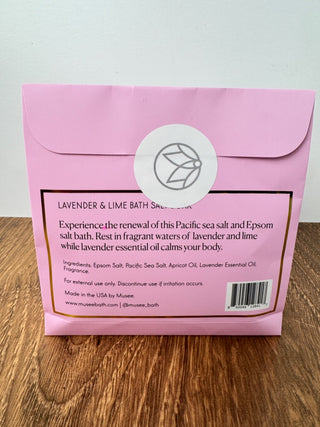 LAVENDER & LIME BATH SALT
Experience the renewal of this Pacific sea salt and Epsom
salt bath. Rest in fragrant waters of lavender and lime
while lavender essential oil calms your body.
Ingredients: Epsom Salt, Pacific Sea Salt, Apricot Oil, Lavender Essential Oil,
Fragrance.
For external use only. Discontinue use if irritation occurs.
Made in the USA by Musee.
www.museebath.com | @musee_bath